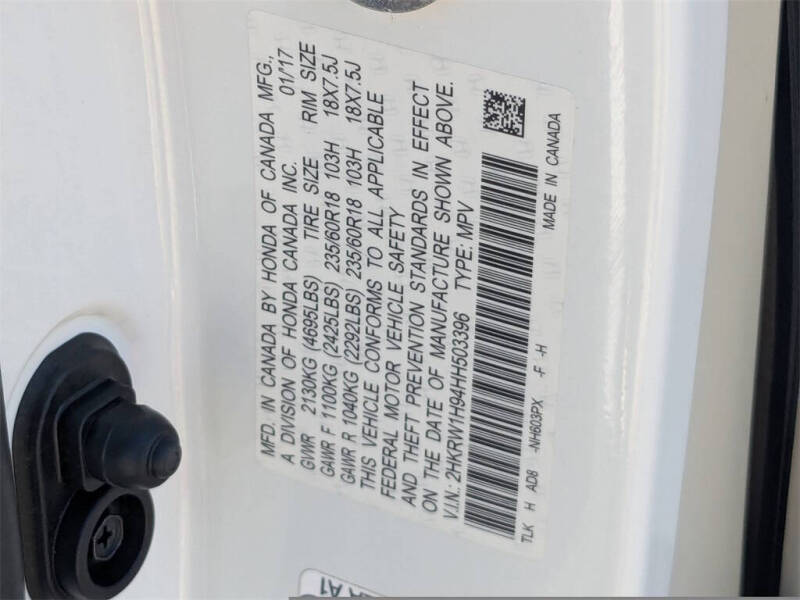 MFD. IN CANADA BY HONDA OF CANADA MFG.,
A DIVISION OF HONDA CANADA INC. 01/17
GVWR 2130KG (4695LBS) TIRE SIZE RIM SIZE
GAWR F 1100KG (2425LBS) 235/60R18 103H 18X7.5J
GAWR R 1040KG (2292LBS) 235/60R18 103H 18X7.5J
THIS VEHICLE CONFORMS TO ALL APPLICABLE
FEDERAL MOTOR VEHICLE SAFETY
AND THEFT PREVENTION STANDARDS IN EFFECT
ON THE DATE OF MANUFACTURE SHOWN ABOVE.
V.I.N.: 2HKRW1H94HH503396 TYPE: MPV
TLK H AD8 -NH603PX -F -H MADE IN CANADA
A1